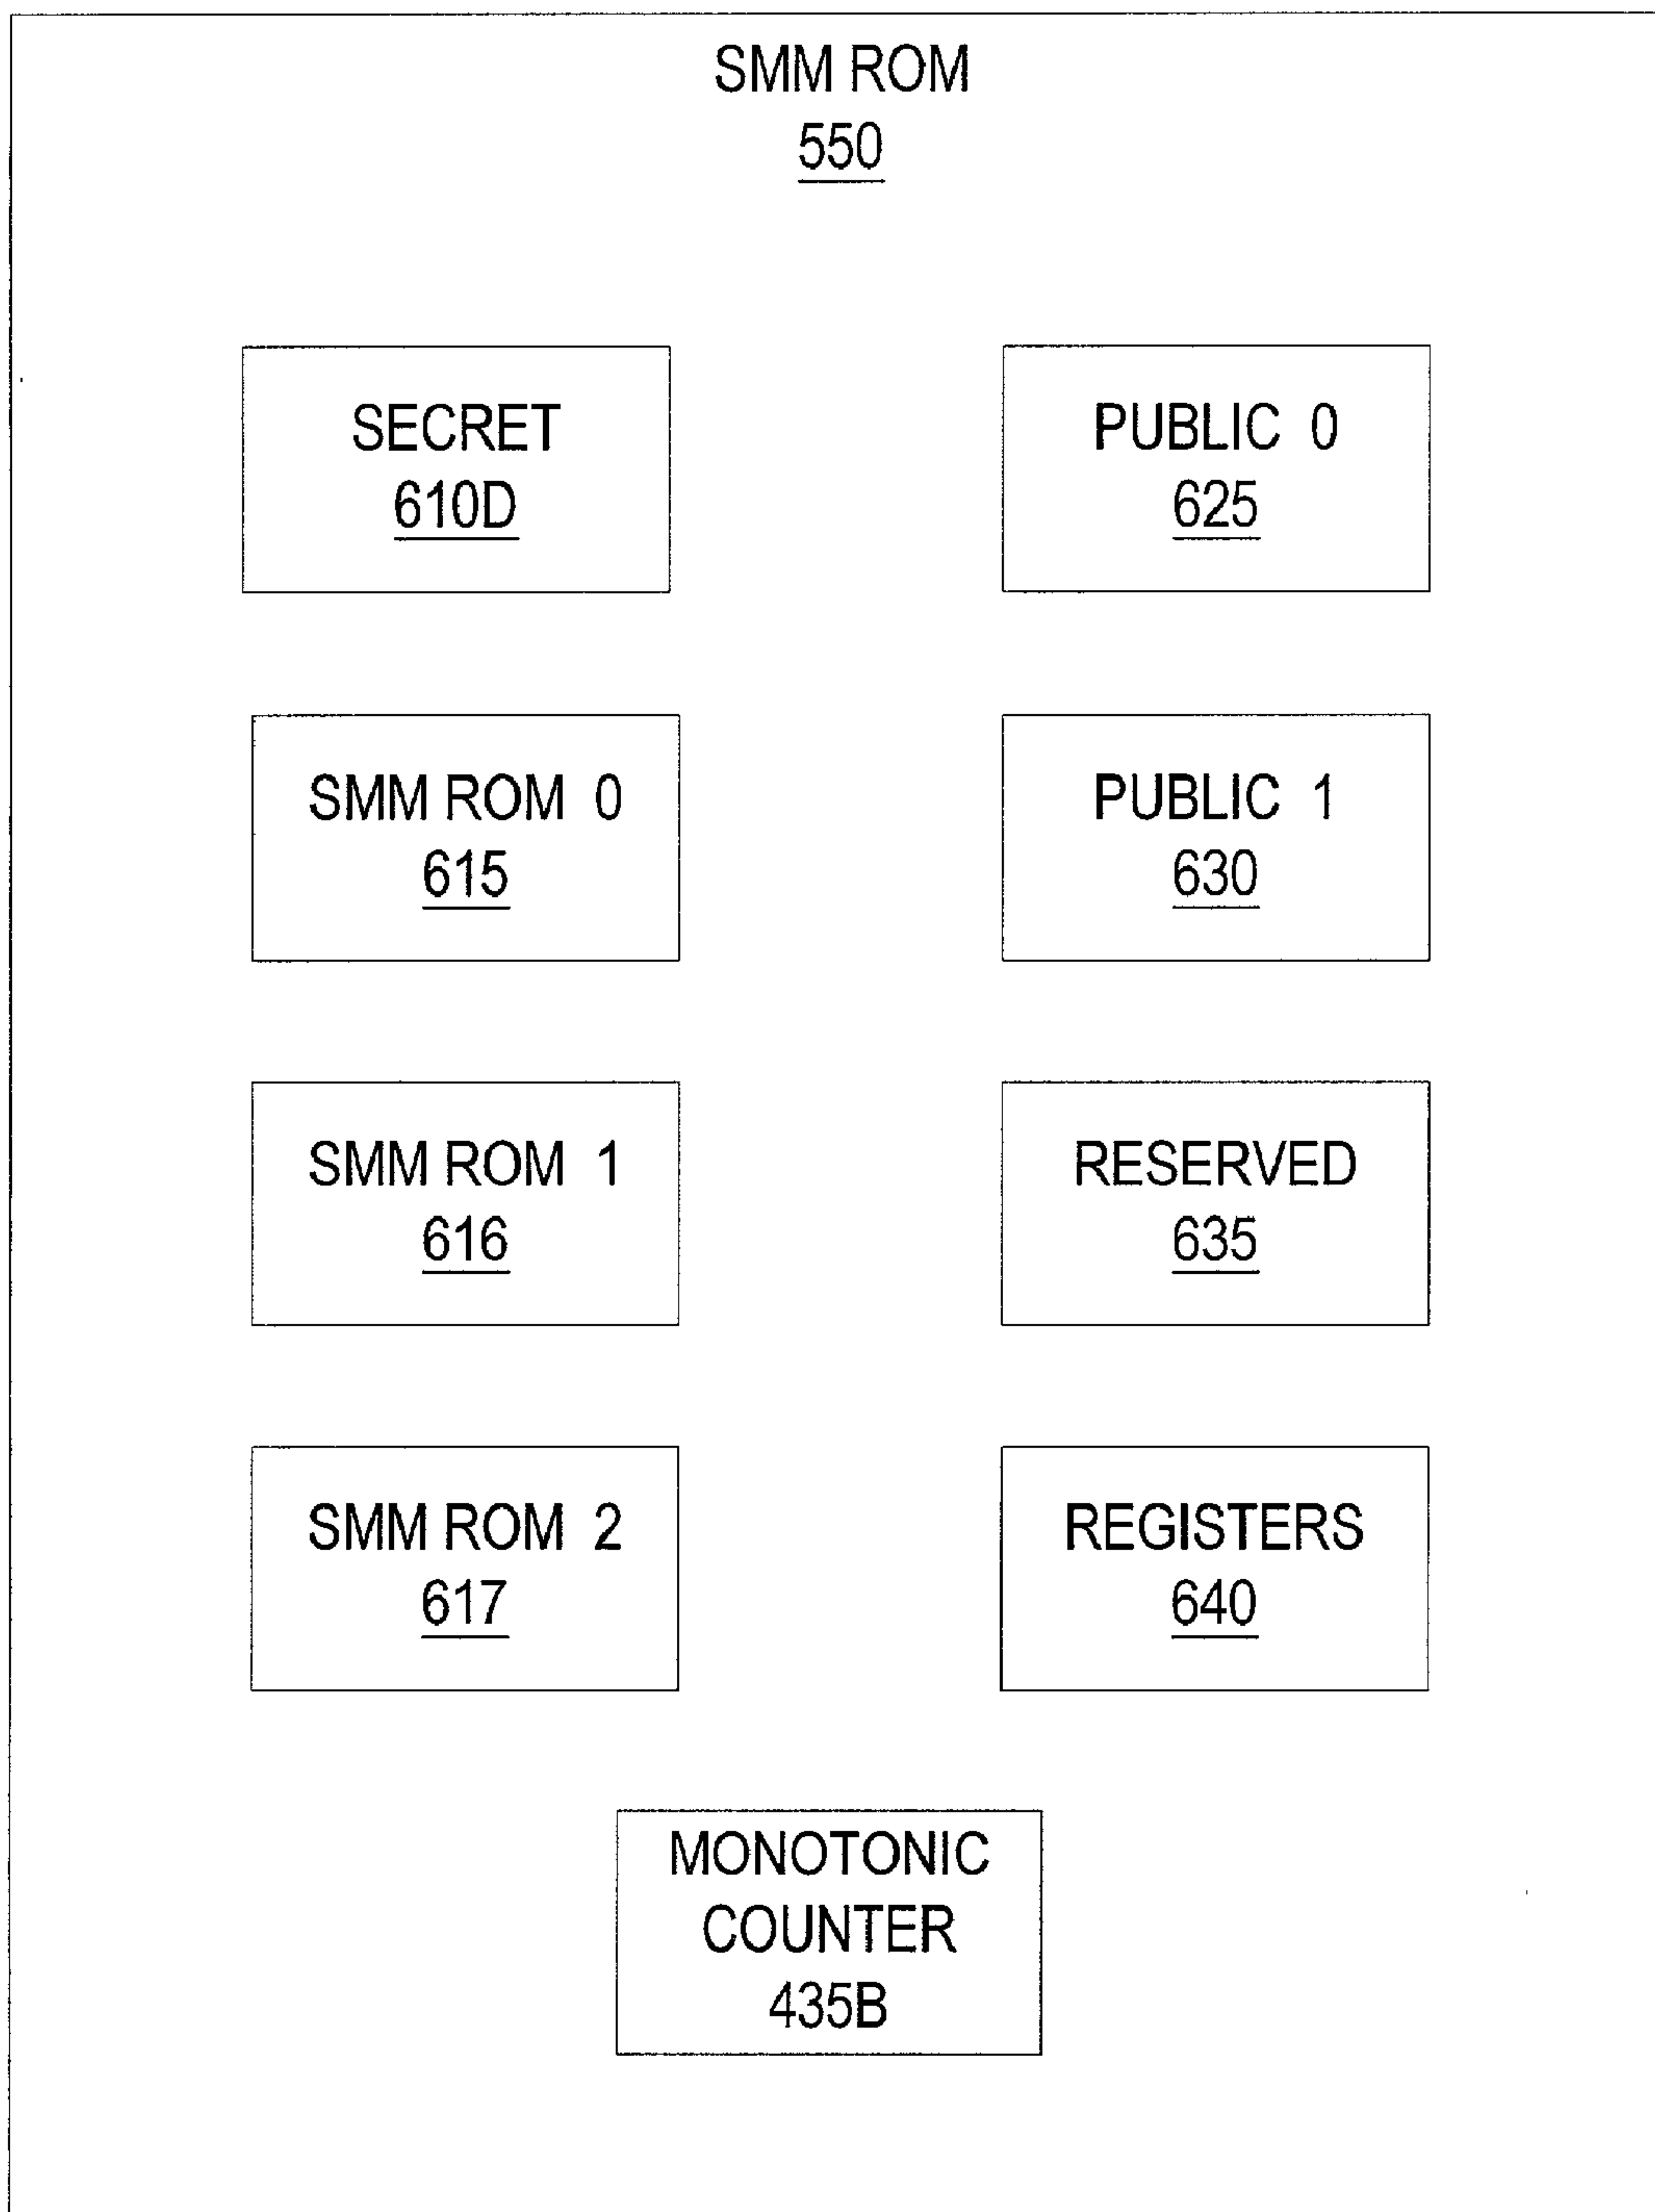 SMM ROM
550
SECRET
610D
PUBLIC 0
625
SMM ROM 0
615
PUBLIC 1
630
SMM ROM 1
616
RESERVED
635
SMM ROM 2
617
REGISTERS
640
MONOTONIC
COUNTER
435B